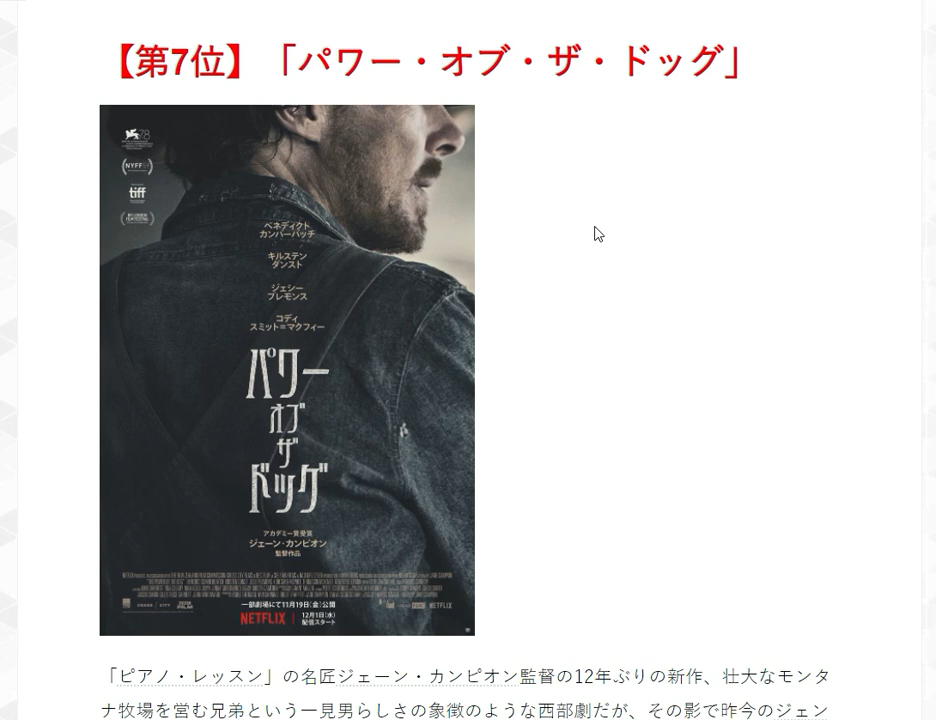 【第7位】「パワー・オブ・ザ・ドッグ」
78
NYFF
tiff
ベネディクト
カンバーバッチ
キルステン
ダンスト
ジェシー
プレモンス
コディ
スミット=マクフィー
パワー
オブ
ザ
ドッグ
アカデミー賞受賞
ジェーン・カンピオン
監督作品
一部劇場にて11月19日(金)公開
NETFLIX | 12月1日(水)
配信スタート
NETFLIX
「ピアノ・レッスン」の名匠ジェーン・カンピオン監督の12年ぶりの新作、壮大なモンタ
ナ牧場を営む兄弟という一見男らしさの象徴のような西部劇だが、その影で昨今のジェン